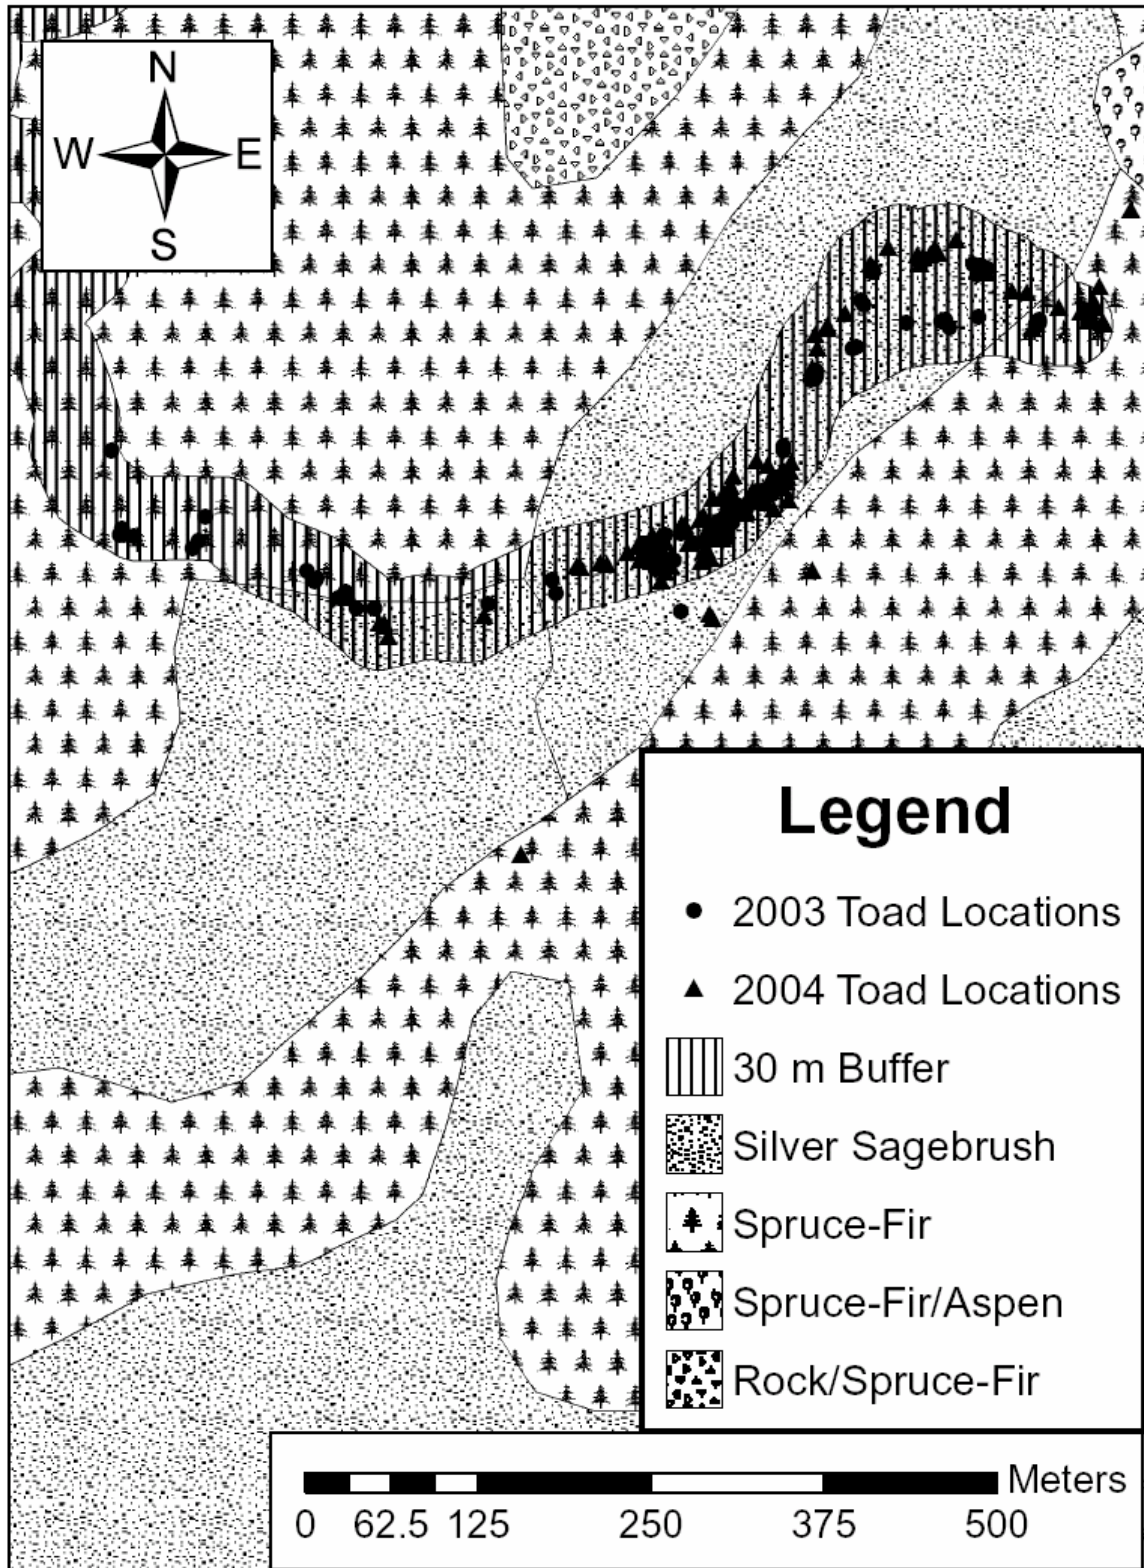 N
W E
S
Legend
2003 Toad Locations
2004 Toad Locations
30 m Buffer
Silver Sagebrush
Spruce-Fir
Spruce-Fir/Aspen
Rock/Spruce-Fir
Meters
0 62.5 125 250 375 500